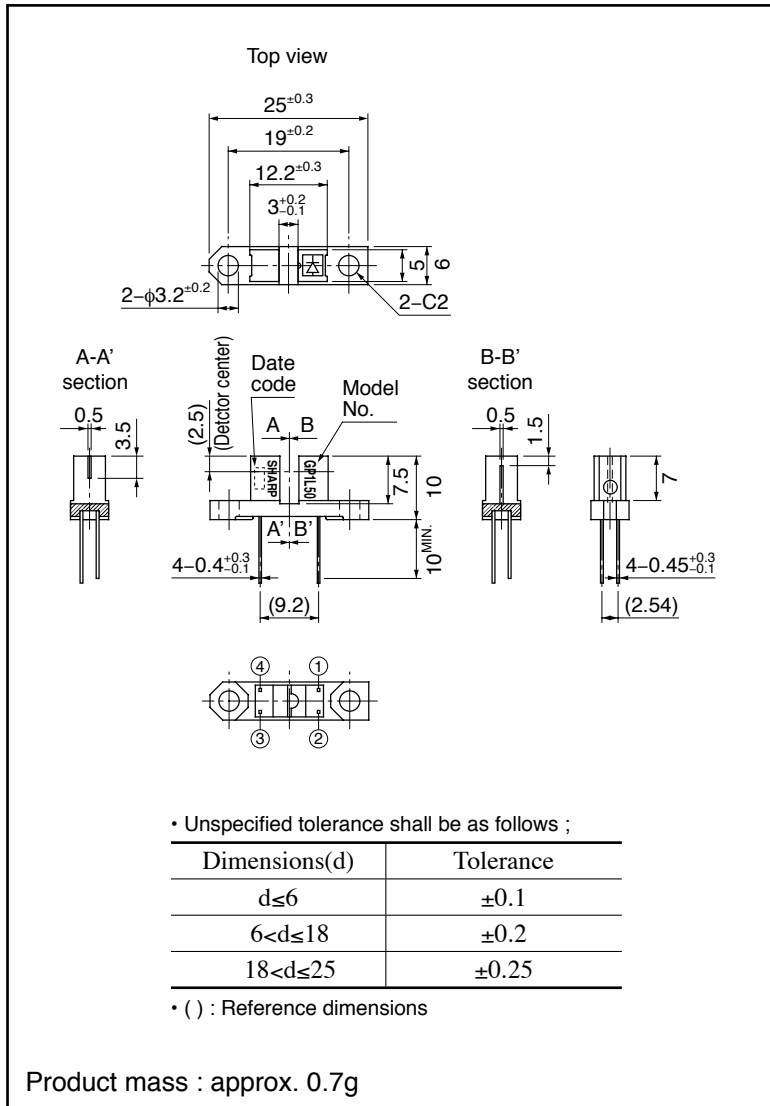 Top view
25±0.3
19±0.2
12.2±0.3
3+0.2−0.1
5
6
2−φ3.2±0.2
2−C2
A-A'
section
0.5
3.5
(2.5)
(Detctor center)
Date
code
Model
No.
A B
SHARP
GP1L50
7.5
10
A' B'
10MIN.
4−0.4+0.3−0.1
(9.2)
B-B'
section
0.5
1.5
7
4−0.45+0.3−0.1
(2.54)
④ ①
③ ②
• Unspecified tolerance shall be as follows ;
Dimensions(d) Tolerance
d≤6 ±0.1
6<d≤18 ±0.2
18<d≤25 ±0.25
• ( ) : Reference dimensions
Product mass : approx. 0.7g